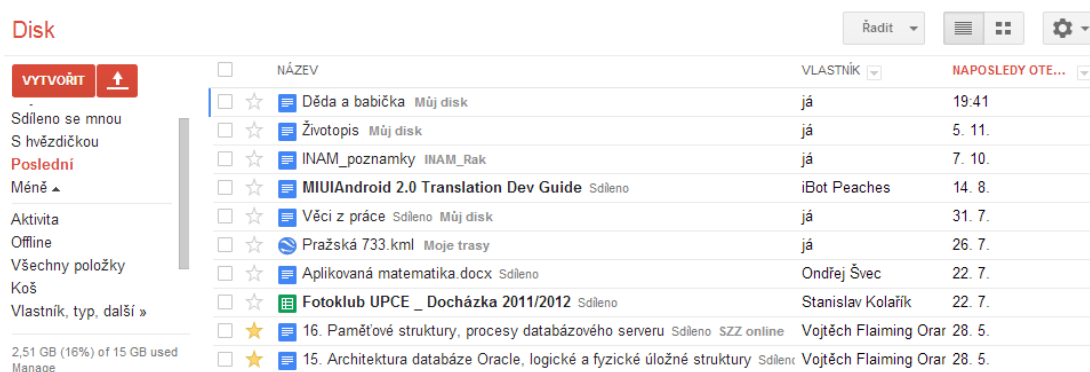 Disk
Řadit
VYTVOŘIT
NÁZEV VLASTNÍK NAPOSLEDY OTE...
Sdíleno se mnou
S hvězdičkou
Poslední
Méně
Aktivita
Offline
Všechny položky
Koš
Vlastník, typ, další »
2,51 GB (16%) of 15 GB used
Manage
Děda a babička Můj disk já 19:41
Životopis Můj disk já 5. 11.
INAM_poznamky INAM_Rak já 7. 10.
MIUIAndroid 2.0 Translation Dev Guide Sdíleno iBot Peaches 14. 8.
Věci z práce Sdíleno Můj disk já 31. 7.
Pražská 733.kml Moje trasy já 26. 7.
Aplikovaná matematika.docx Sdíleno Ondřej Švec 22. 7.
Fotoklub UPCE _ Docházka 2011/2012 Sdíleno Stanislav Kolařík 22. 7.
16. Paměťové struktury, procesy databázového serveru Sdíleno SZZ online Vojtěch Flaiming Orar 28. 5.
15. Architektura databáze Oracle, logické a fyzické úložné struktury Sdílen Vojtěch Flaiming Orar 28. 5.